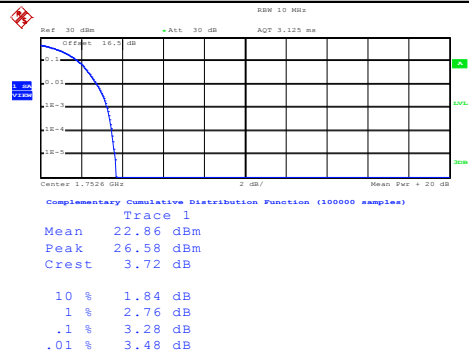 RBW 10 MHz
Ref 30 dBm Att 30 dB AQT 3.125 ms
Offset 16.5 dB
0.1
0.01
1E-3
1E-4
1E-5
1 SA
VIEW
A
LVL
3DB
Center 1.7526 GHz 2 dB/ Mean Pwr + 20 dB
Complementary Cumulative Distribution Function (100000 samples)
Trace 1
Mean 22.86 dBm
Peak 26.58 dBm
Crest 3.72 dB
10 % 1.84 dB
1 % 2.76 dB
.1 % 3.28 dB
.01 % 3.48 dB